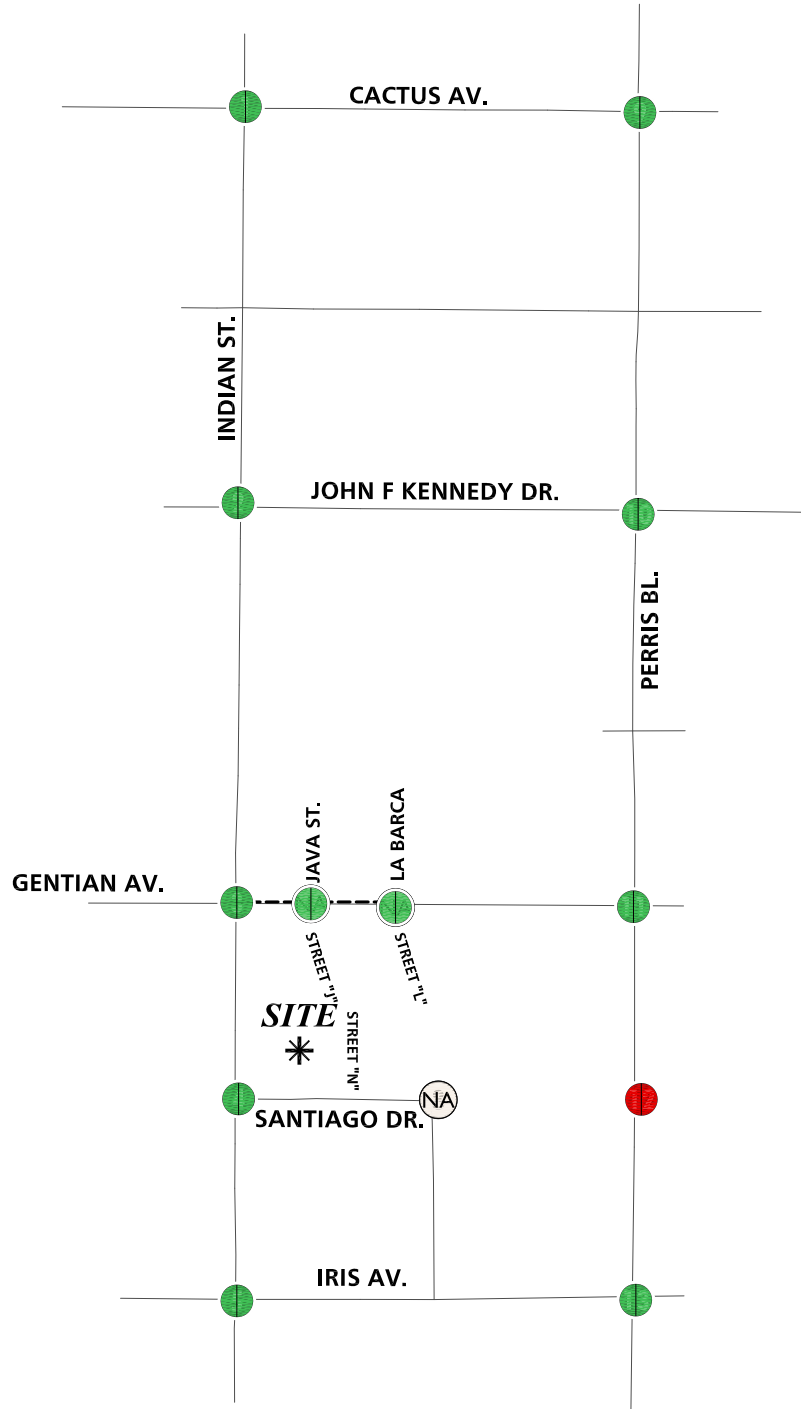 CACTUS AV.
INDIAN ST.
JOHN F KENNEDY DR.
PERRIS BL.
JAVA ST.
LA BARCA
GENTIAN AV.
STREET "J"
STREET "L"
SITE
STREET "N"
NA
SANTIAGO DR.
IRIS AV.